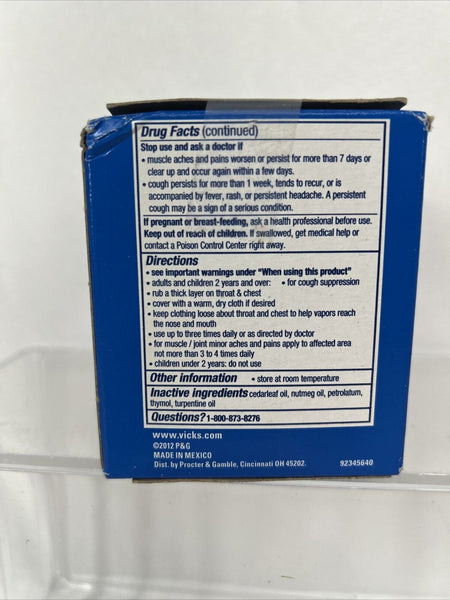 Drug Facts (continued)
Stop use and ask a doctor if
• muscle aches and pains worsen or persist for more than 7 days or
clear up and occur again within a few days.
• cough persists for more than 1 week, tends to recur, or is
accompanied by fever, rash, or persistent headache. A persistent
cough may be a sign of a serious condition.
If pregnant or breast-feeding, ask a health professional before use.
Keep out of reach of children. If swallowed, get medical help or
contact a Poison Control Center right away.
Directions
• see important warnings under "When using this product"
• adults and children 2 years and over: • for cough suppression
• rub a thick layer on throat & chest
• cover with a warm, dry cloth if desired
• keep clothing loose about throat and chest to help vapors reach
the nose and mouth
• use up to three times daily or as directed by doctor
• for muscle / joint minor aches and pains apply to affected area
not more than 3 to 4 times daily
• children under 2 years: do not use
Other information • store at room temperature
Inactive ingredients cedarleaf oil, nutmeg oil, petrolatum,
thymol, turpentine oil
Questions? 1-800-873-8276
www.vicks.com
©2012 P&G
MADE IN MEXICO
Dist. by Procter & Gamble, Cincinnati OH 45202. 92345640